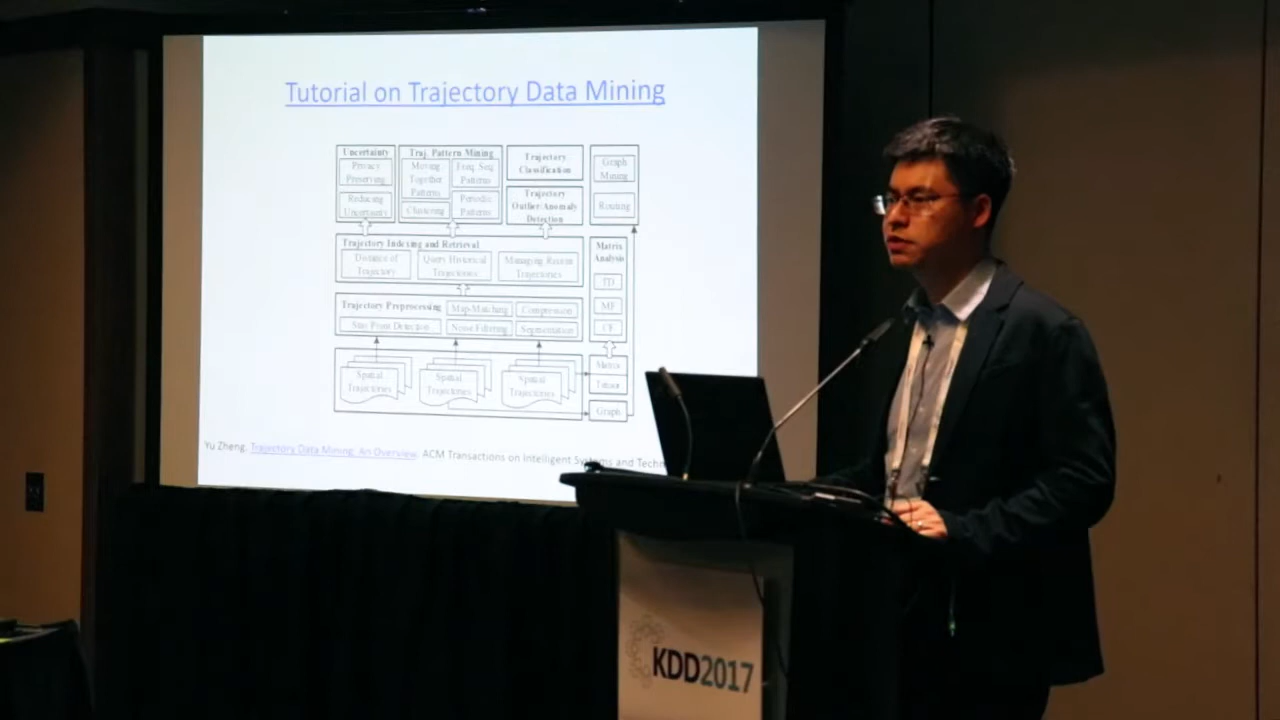 Tutorial on Trajectory Data Mining
Uncertainty
Privacy
Preserving
Reducing
Uncertainty
Traj. Pattern Mining
Moving
Together
Patterns
Clustering
Freq. Seq.
Patterns
Periodic
Patterns
Trajectory
Classification
Trajectory
Outlier/Anomaly
Detection
Graph
Mining
Routing
Trajectory Indexing and Retrieval
Distance of
Trajectory
Query Historical
Trajectories
Managing Recent
Trajectories
Matrix
Analysis
TD
MF
CF
Trajectory Preprocessing
Map-Matching
Compression
Stay Point Detection
Noise Filtering
Segmentation
Spatial
Trajectories
Spatial
Trajectories
Spatial
Trajectories
Matrix
Tensor
Graph
Yu Zheng. Trajectory Data Mining: An Overview. ACM Transactions on Intelligent Systems and Techn
KDD2017